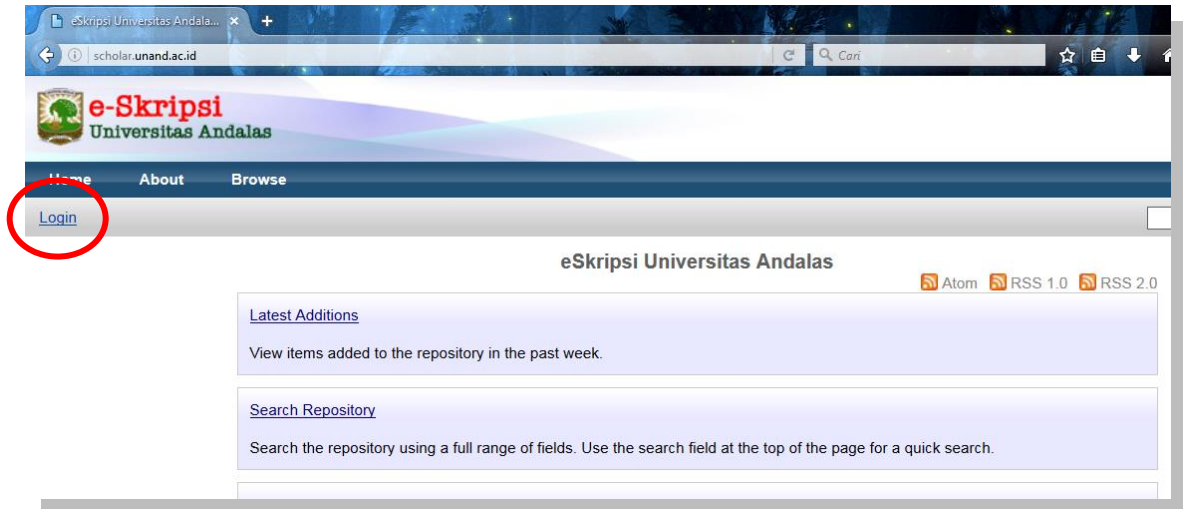 eSkripsi Universitas Andala...
scholar.unand.ac.id
Cari
e-Skripsi
Universitas Andalas
Home About Browse
Login
eSkripsi Universitas Andalas
Atom RSS 1.0 RSS 2.0
Latest Additions
View items added to the repository in the past week.
Search Repository
Search the repository using a full range of fields. Use the search field at the top of the page for a quick search.